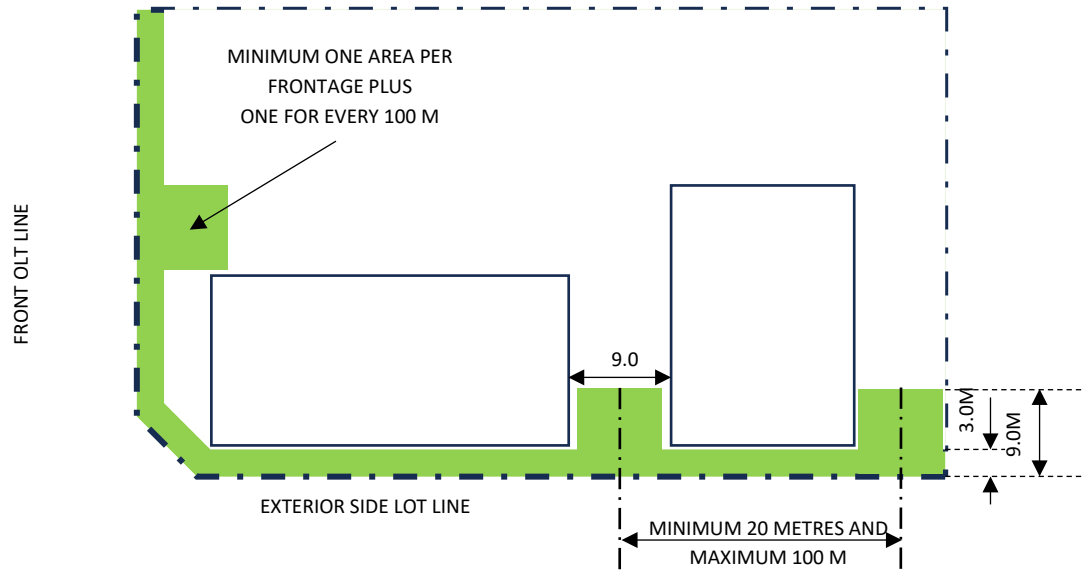 MINIMUM ONE AREA PER
FRONTAGE PLUS
ONE FOR EVERY 100 M
FRONT OLT LINE
9.0
3.0M
9.0M
EXTERIOR SIDE LOT LINE
MINIMUM 20 METRES AND
MAXIMUM 100 M